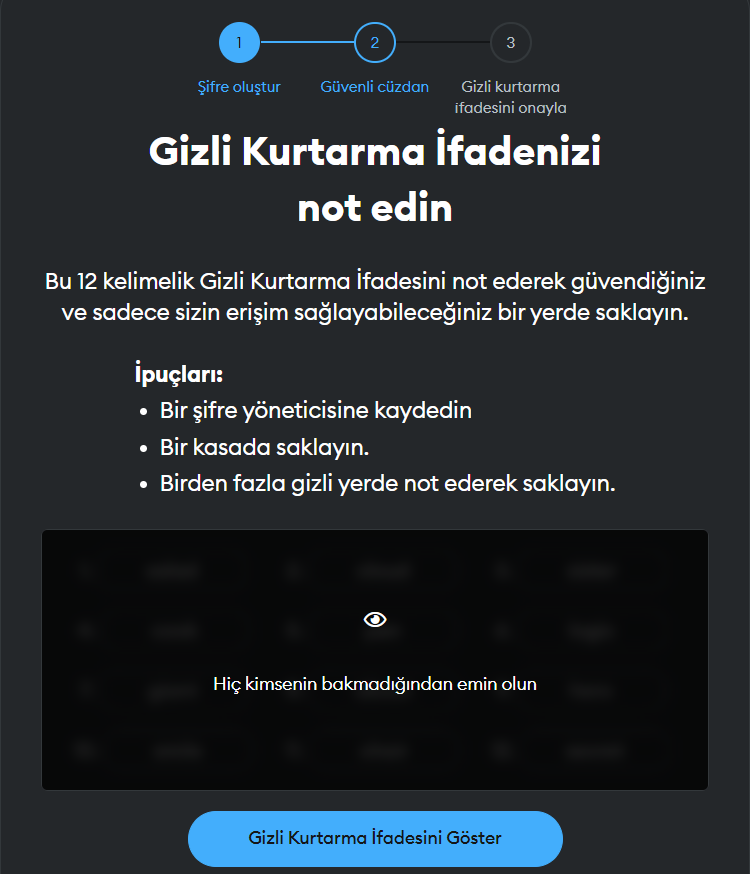 1
2
3
Şifre oluştur
Güvenli cüzdan
Gizli kurtarma
ifadesini onayla
Gizli Kurtarma İfadenizi
not edin
Bu 12 kelimelik Gizli Kurtarma İfadesini not ederek güvendiğiniz
ve sadece sizin erişim sağlayabileceğiniz bir yerde saklayın.
İpuçları:
• Bir şifre yöneticisine kaydedin
• Bir kasada saklayın.
• Birden fazla gizli yerde not ederek saklayın.
Hiç kimsenin bakmadığından emin olun
Gizli Kurtarma İfadesini Göster